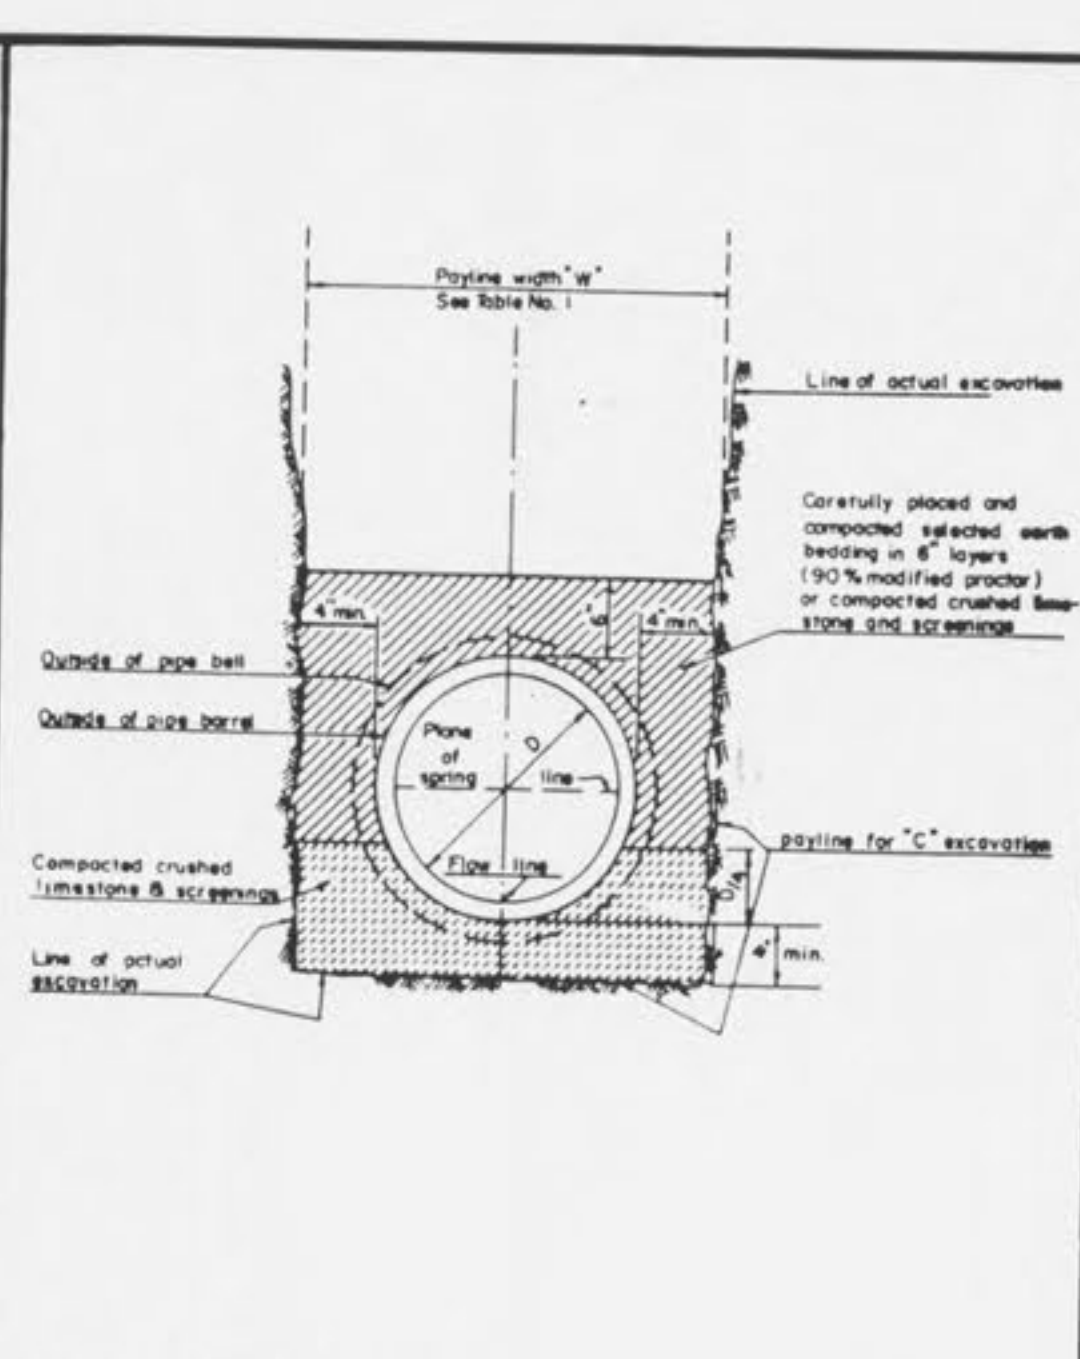 Payline width "W"
See Table No. 1
Line of actual excavation
Carefully placed and
compacted selected earth
bedding in 6" layers
(90% modified proctor)
or compacted crushed lime-
stone and screenings
4" min.
6"
4" min.
Outside of pipe bell
Outside of pipe barrel
Plane
of
spring line
D
Flow line
payline for "C" excavation
Compacted crushed
limestone & screenings
D/4
4" min.
Line of actual
excavation